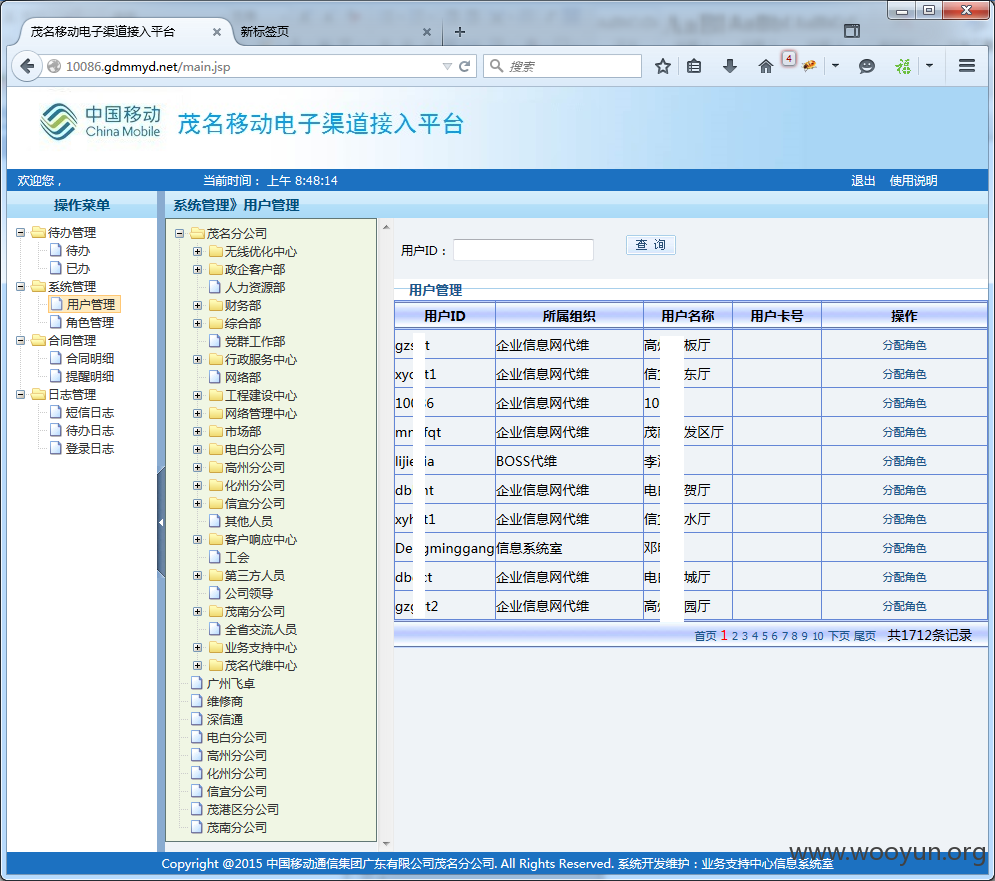 茂名移动电子渠道接入平台
新标签页
10086.gdmmyd.net/main.jsp
搜索
4
中国移动
China Mobile
茂名移动电子渠道接入平台
欢迎您，
当前时间： 上午 8:48:14
退出 使用说明
操作菜单
待办管理
待办
已办
系统管理
用户管理
角色管理
合同管理
合同明细
提醒明细
日志管理
短信日志
待办日志
登录日志
系统管理》用户管理
茂名分公司
无线优化中心
政企客户部
人力资源部
财务部
综合部
党群工作部
行政服务中心
网络部
工程建设中心
网络管理中心
市场部
电白分公司
高州分公司
化州分公司
信宜分公司
其他人员
客户响应中心
工会
第三方人员
公司领导
茂南分公司
全省交流人员
业务支持中心
茂名代维中心
广州飞卓
维修商
深信通
电白分公司
高州分公司
化州分公司
信宜分公司
茂港区分公司
茂南分公司
用户ID：
查 询
用户管理
用户ID 所属组织 用户名称 用户卡号 操作
gzs t 企业信息网代维 高 板厅 分配角色
xyc t1 企业信息网代维 信 东厅 分配角色
100 6 企业信息网代维 10 分配角色
mn fqt 企业信息网代维 茂 发区厅 分配角色
lijie ia BOSS代维 李 分配角色
db nt 企业信息网代维 电 贺厅 分配角色
xyh t1 企业信息网代维 信 水厅 分配角色
De gminggang 信息系统室 邓 分配角色
db ct 企业信息网代维 电 城厅 分配角色
gzg t2 企业信息网代维 高 园厅 分配角色
首页 1 2 3 4 5 6 7 8 9 10 下页 尾页 共1712条记录
Copyright @2015 中国移动通信集团广东有限公司茂名分公司. All Rights Reserved. 系统开发维护：业务支持中心信息系统室
www.wooyun.org